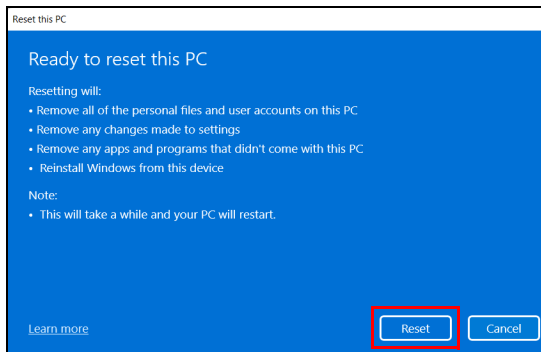 Reset this PC
Ready to reset this PC
Resetting will:
• Remove all of the personal files and user accounts on this PC
• Remove any changes made to settings
• Remove any apps and programs that didn't come with this PC
• Reinstall Windows from this device
Note:
• This will take a while and your PC will restart.
Learn more
Reset
Cancel